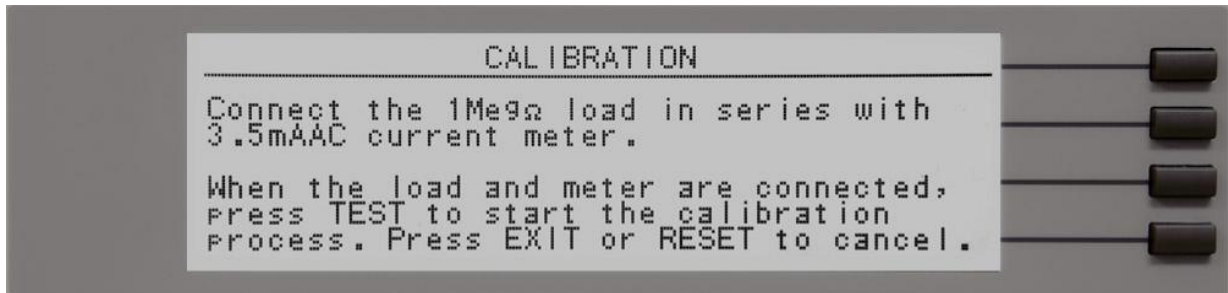 CALIBRATION
Connect the 1MegΩ load in series with
3.5mAAC current meter.
When the load and meter are connected,
press TEST to start the calibration
process. Press EXIT or RESET to cancel.